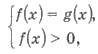 f(x) = g(x),
f(x) > 0,